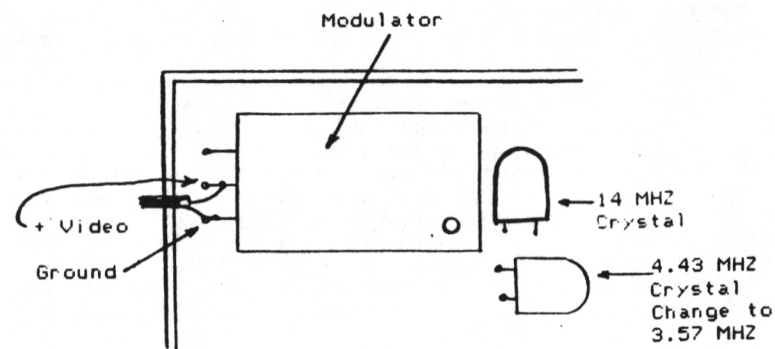 Modulator
14 MHZ
Crystal
+ Video
Ground
4.43 MHZ
Crystal
Change to
3.57 MHZ